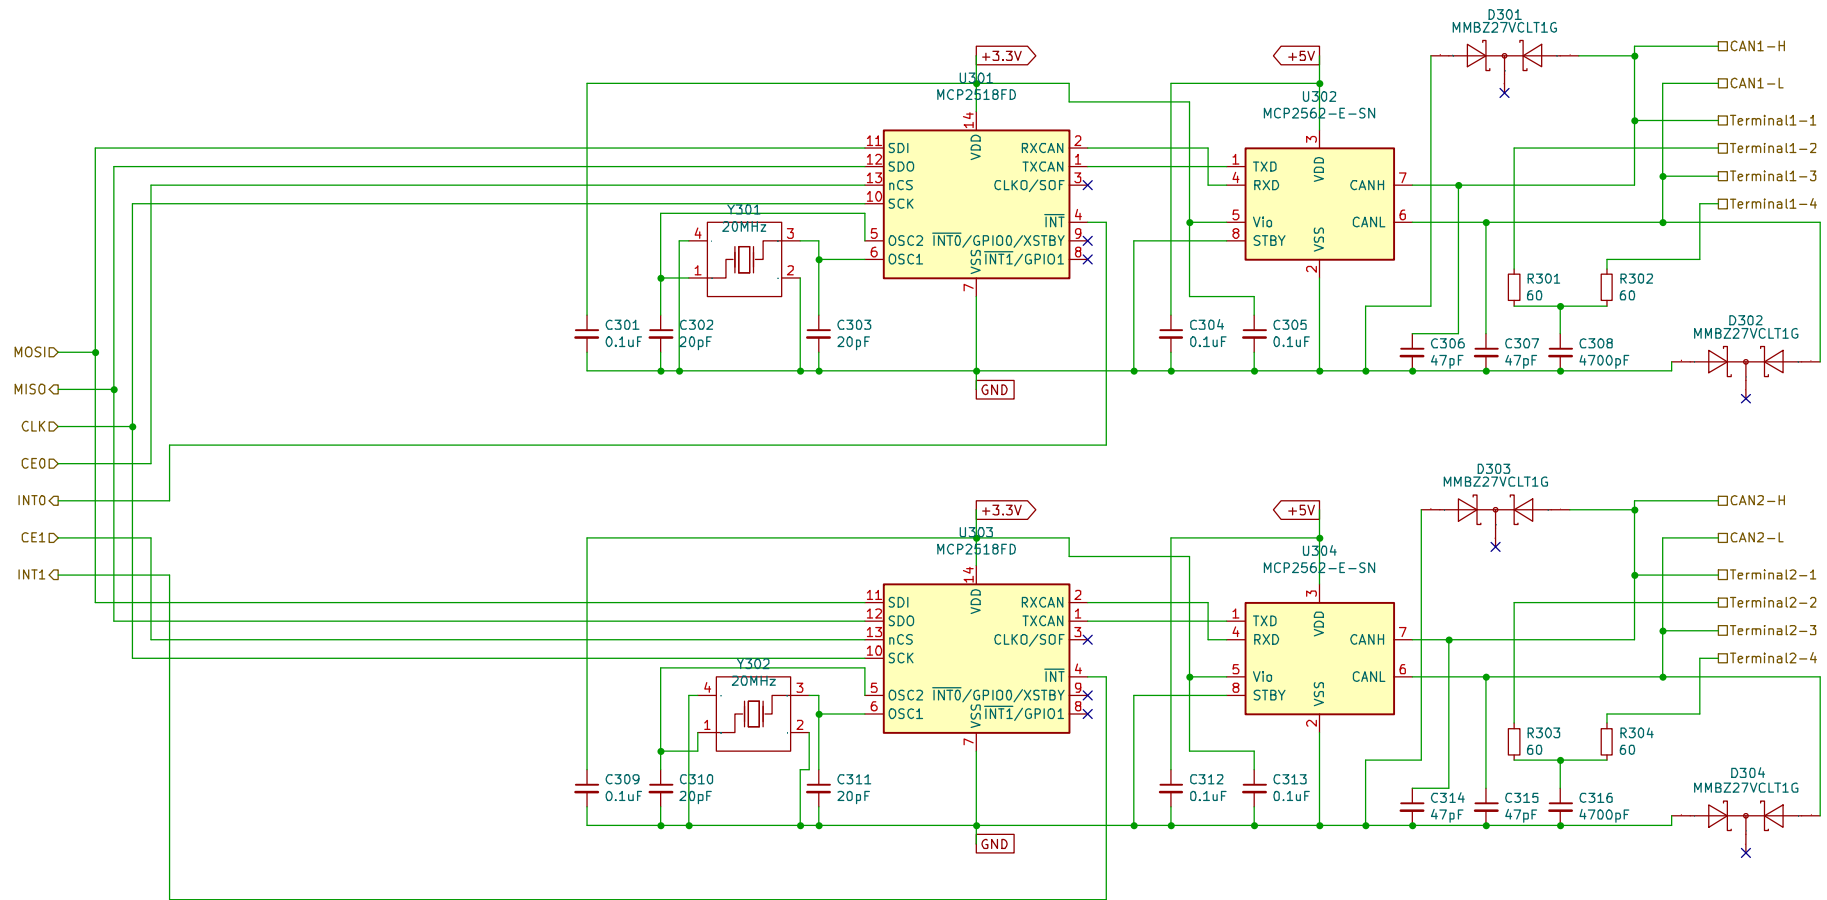 D301
MMBZ27VCLT1G
CAN1-H
+3.3V
+5V
U301
MCP2518FD
CAN1-L
U302
MCP2562-E-SN
Terminal1-1
Terminal1-2
Terminal1-3
Terminal1-4
14
VDD
11 SDI
12 SDO
13 nCS
10 SCK
5 OSC2
6 OSC1
RXCAN 2
TXCAN 1
CLKO/SOF 3
INT 4
INT0/GPIO0/XSTBY 9
INT1/GPIO1 8
VSS
7
3
VDD
1 TXD
4 RXD
5 Vio
8 STBY
CANH 7
CANL 6
VSS
2
Y301
20MHz
4
3
1
2
R301
60
R302
60
C301
0.1uF
C302
20pF
C303
20pF
C304
0.1uF
C305
0.1uF
C306
47pF
C307
47pF
C308
4700pF
D302
MMBZ27VCLT1G
GND
MOSI
MISO
CLK
CE0
INT0
CE1
INT1
D303
MMBZ27VCLT1G
CAN2-H
+3.3V
+5V
U303
MCP2518FD
CAN2-L
U304
MCP2562-E-SN
Terminal2-1
Terminal2-2
Terminal2-3
Terminal2-4
14
VDD
11 SDI
12 SDO
13 nCS
10 SCK
5 OSC2
6 OSC1
RXCAN 2
TXCAN 1
CLKO/SOF 3
INT 4
INT0/GPIO0/XSTBY 9
INT1/GPIO1 8
VSS
7
3
VDD
1 TXD
4 RXD
5 Vio
8 STBY
CANH 7
CANL 6
VSS
2
Y302
20MHz
4
3
1
2
R303
60
R304
60
C309
0.1uF
C310
20pF
C311
20pF
C312
0.1uF
C313
0.1uF
C314
47pF
C315
47pF
C316
4700pF
D304
MMBZ27VCLT1G
GND